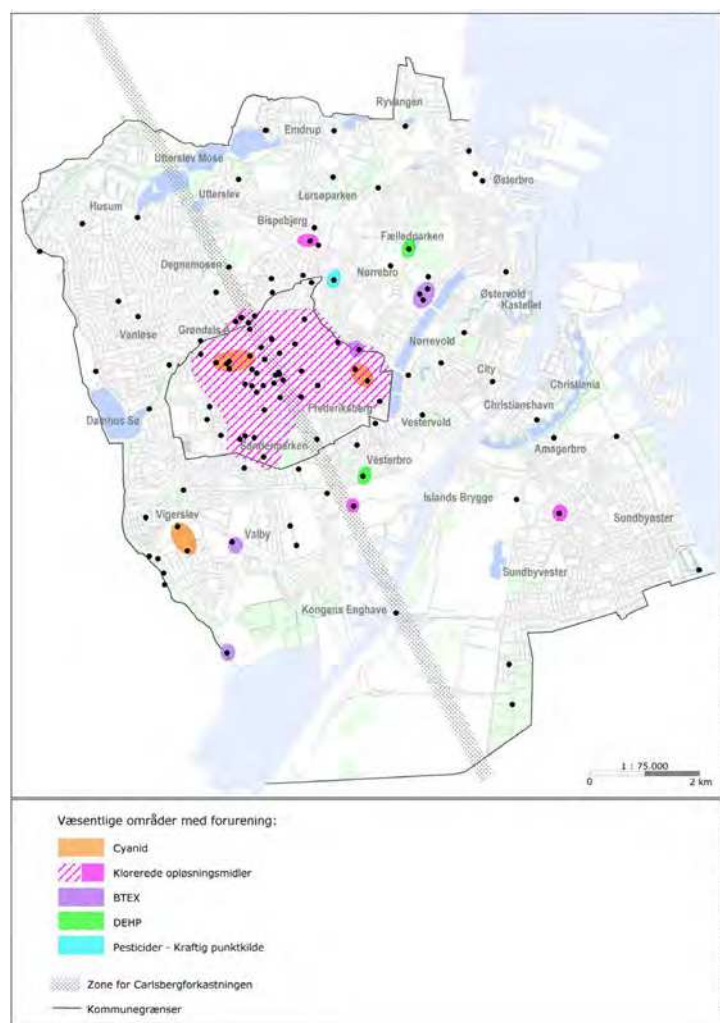 Ryvangen
Emdrup
Utterslev Mose
Østerbro
Utterslev
Lersøparken
Husum
Bispebjerg
Fælledparken
Degnemosen
Nørrebro
Østervold
Kastellet
Vanløse
Grøndals Å
Nørrevold
City
Christiania
Damhus Sø
Frederiksberg
Christianshavn
Vestervold
Søndermarken
Amagerbro
Vesterbro
Islands Brygge
Vigerslev
Valby
Sundbyøster
Sundbyvester
Kongens Enghave
1 : 75.000
0 2 km
Væsentlige områder med forurening:
Cyanid
Klorerede opløsningsmidler
BTEX
DEHP
Pesticider - Kraftig punktkilde
Zone for Carlsbergforkastningen
Kommunegrænser